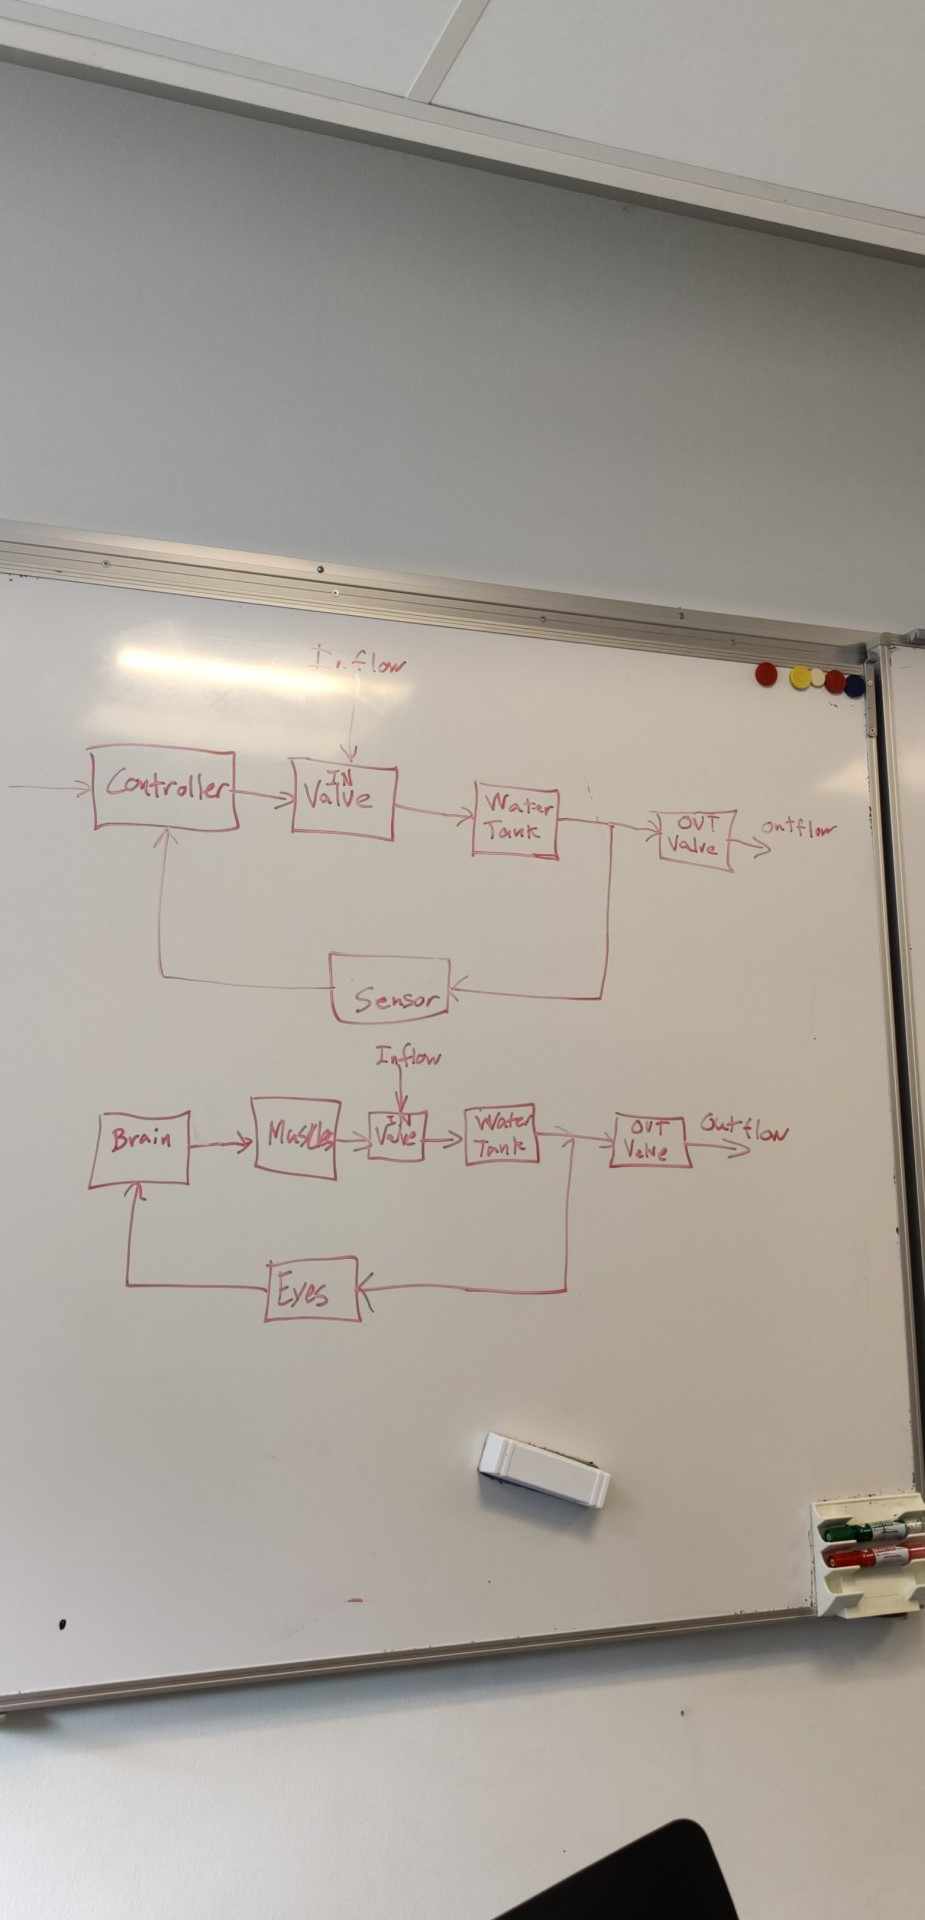 Inflow
Controller
IN
Valve
Water
Tank
OUT
Valve
outflow
Sensor
Inflow
Brain
Muscles
IN
Valve
Water
Tank
OUT
Valve
Outflow
Eyes